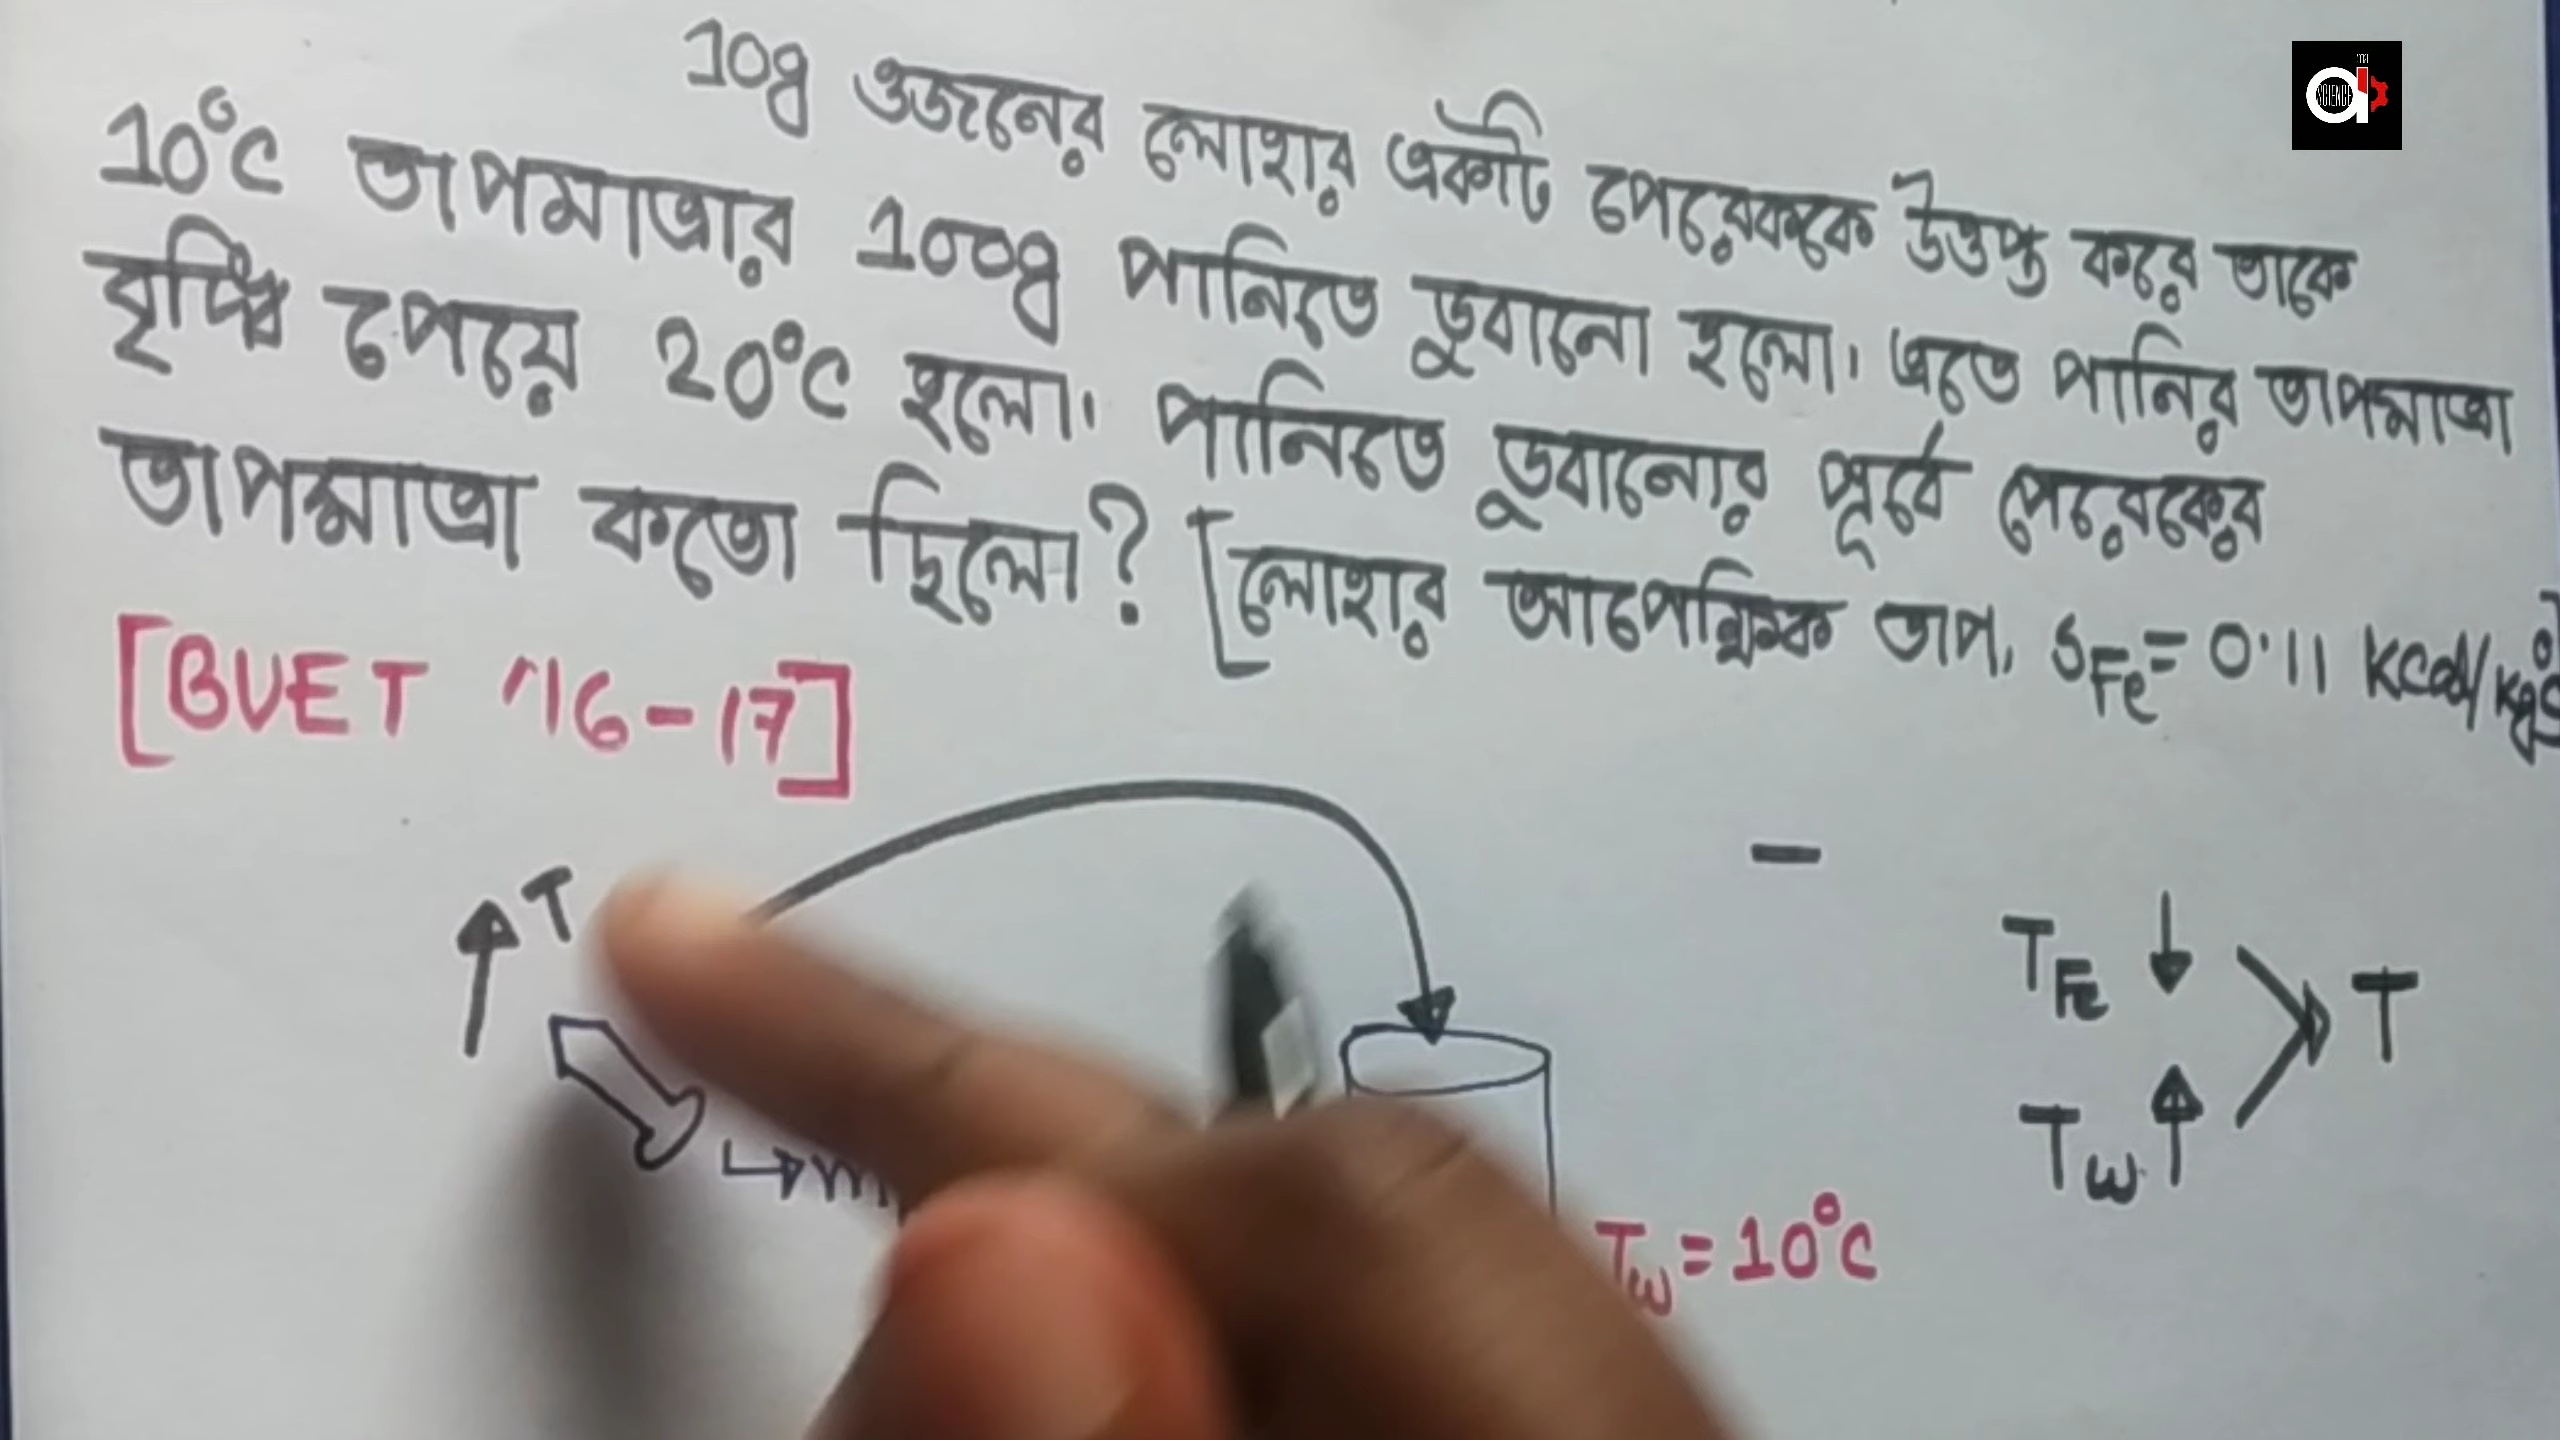 10g ওজনের লোহার একটি পেরেককে উত্তপ্ত করে তাকে
10°C তাপমাত্রার 100g পানিতে ডুবানো হলো। এতে পানির তাপমাত্রা
বৃদ্ধি পেয়ে 20°C হলো। পানিতে ডুবানোর পূর্বে পেরেকের
তাপমাত্রা কতো ছিলো? [লোহার আপেক্ষিক তাপ, S_Fe = 0.11 Kcal/kg°C]
[BUET '16-17]
T
T_Fe ↓
T
T_w ↑
↳ m
T_w = 10°C
SCIENCE